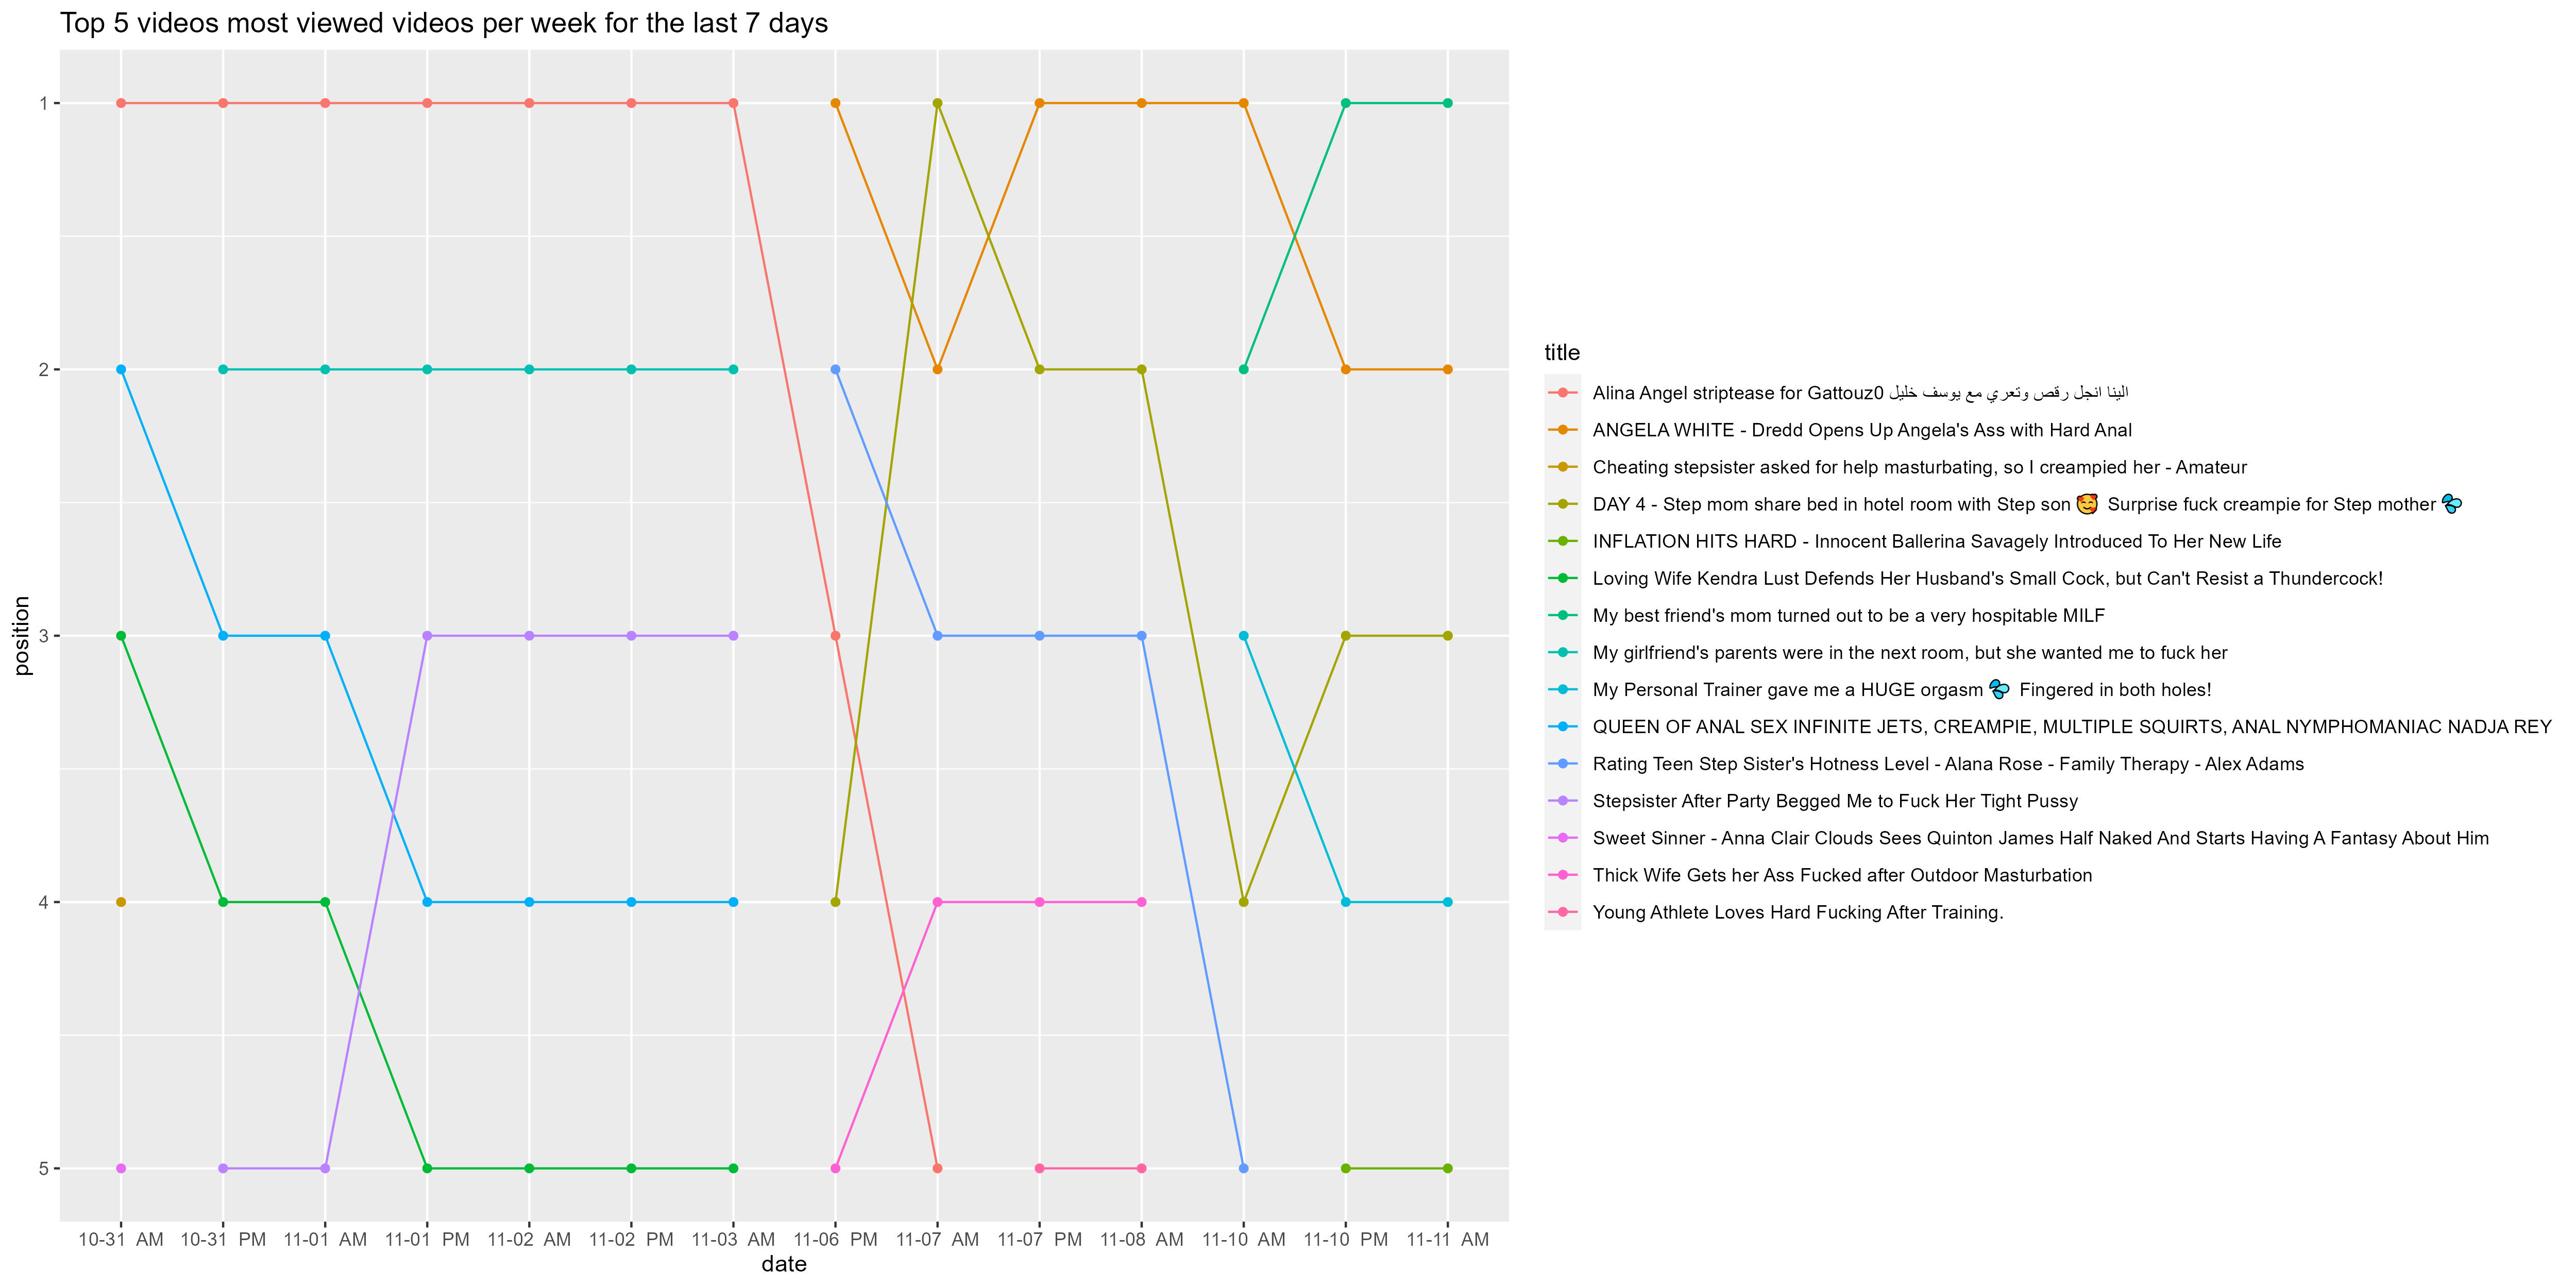 Top 5 videos most viewed videos per week for the last 7 days
position
1
2
3
4
5
10-31 AM 10-31 PM 11-01 AM 11-01 PM 11-02 AM 11-02 PM 11-03 AM 11-06 PM 11-07 AM 11-07 PM 11-08 AM 11-10 AM 11-10 PM 11-11 AM
date
title
Alina Angel striptease for Gattouz0 الينا انجل رقص وتعري مع يوسف خليل
ANGELA WHITE - Dredd Opens Up Angela's Ass with Hard Anal
Cheating stepsister asked for help masturbating, so I creampied her - Amateur
DAY 4 - Step mom share bed in hotel room with Step son 🥰 Surprise fuck creampie for Step mother 💦
INFLATION HITS HARD - Innocent Ballerina Savagely Introduced To Her New Life
Loving Wife Kendra Lust Defends Her Husband's Small Cock, but Can't Resist a Thundercock!
My best friend's mom turned out to be a very hospitable MILF
My girlfriend's parents were in the next room, but she wanted me to fuck her
My Personal Trainer gave me a HUGE orgasm 💦 Fingered in both holes!
QUEEN OF ANAL SEX INFINITE JETS, CREAMPIE, MULTIPLE SQUIRTS, ANAL NYMPHOMANIAC NADJA REY
Rating Teen Step Sister's Hotness Level - Alana Rose - Family Therapy - Alex Adams
Stepsister After Party Begged Me to Fuck Her Tight Pussy
Sweet Sinner - Anna Clair Clouds Sees Quinton James Half Naked And Starts Having A Fantasy About Him
Thick Wife Gets her Ass Fucked after Outdoor Masturbation
Young Athlete Loves Hard Fucking After Training.